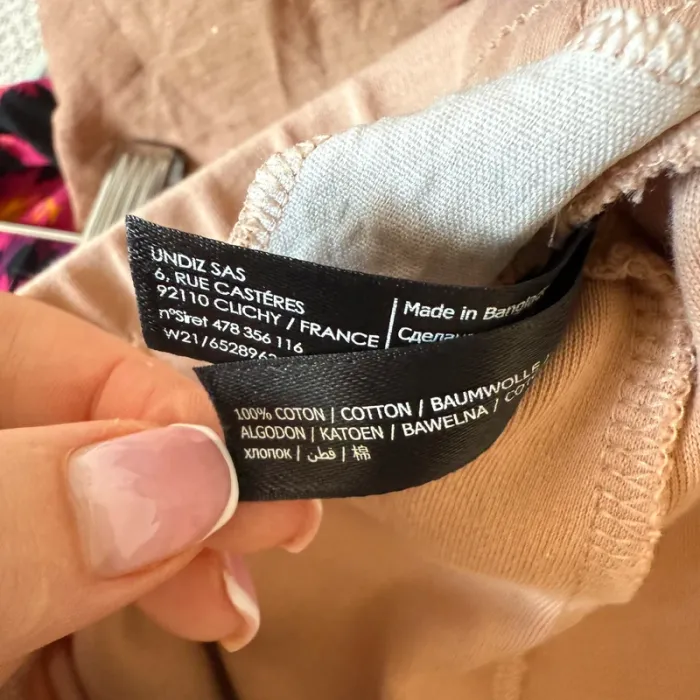 UNDIZ SAS
6, RUE CASTÉRES
92110 CLICHY / FRANCE
n°Siret 478 356 116
Made in
100% COTON / COTTON / BAUMWOLLE /
ALGODON | KATOEN / BAWELNA /
ХЛОПОК | قطن | 棉